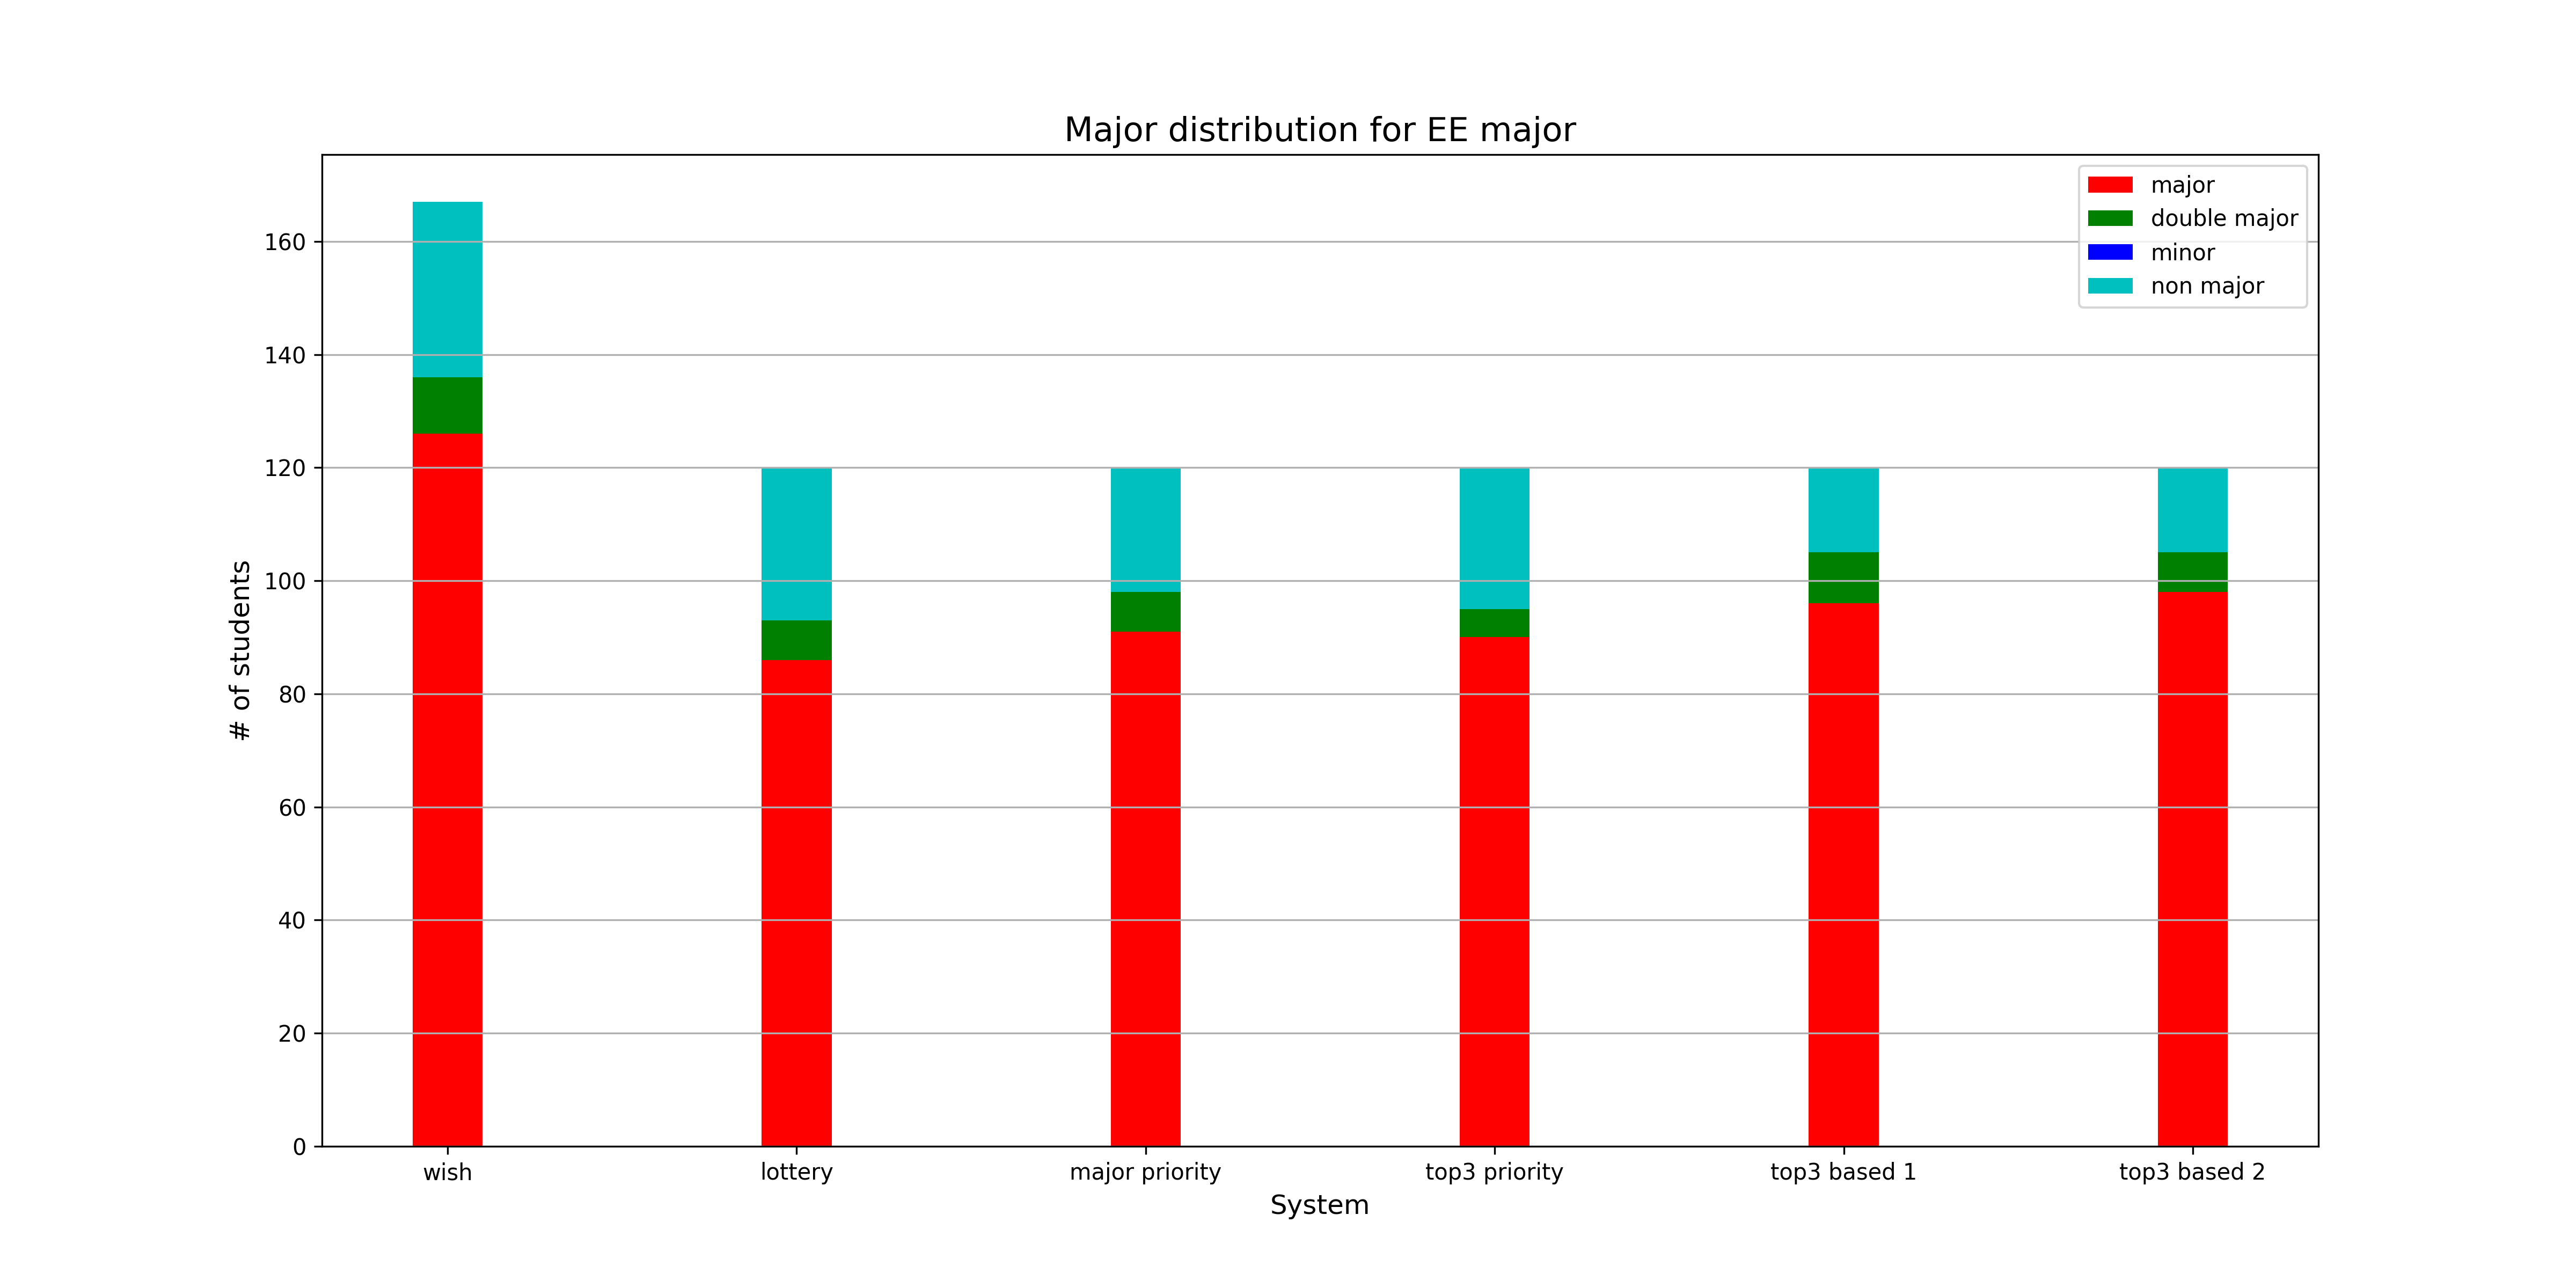 Major distribution for EE major
major
double major
minor
non major
160
140
120
100
80
60
40
20
0
# of students
wish
lottery
major priority
top3 priority
top3 based 1
top3 based 2
System